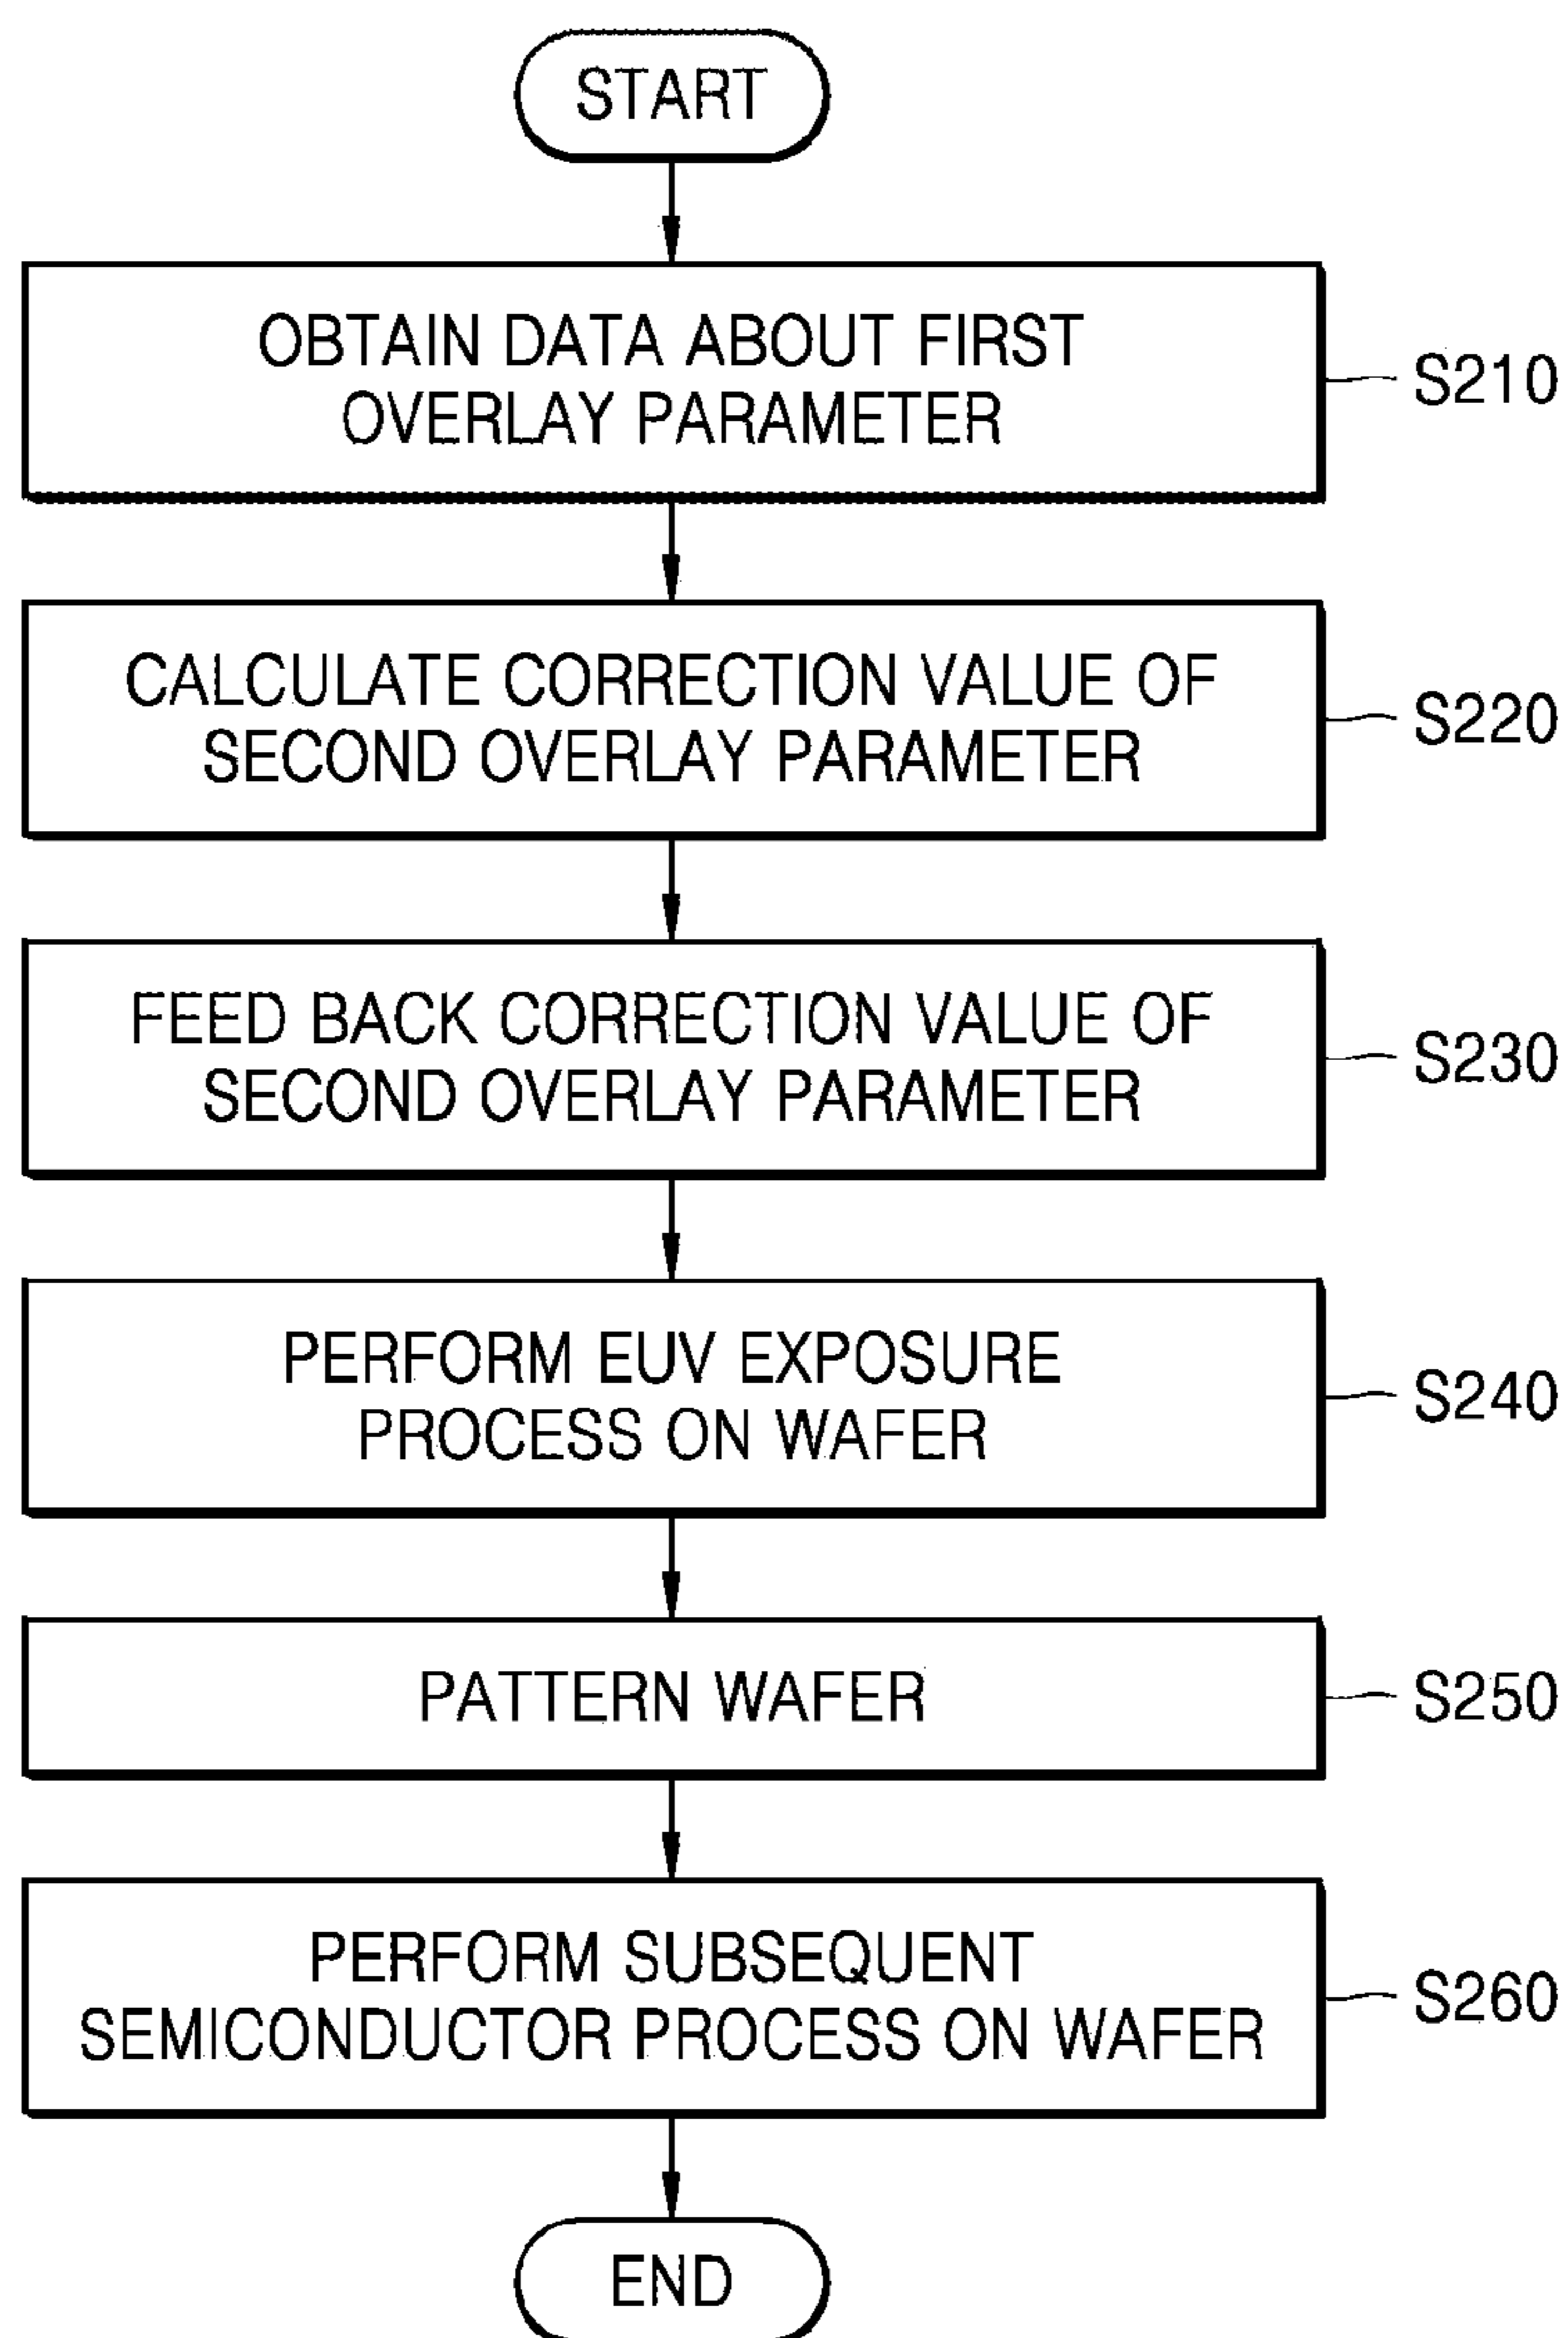 START
OBTAIN DATA ABOUT FIRST
OVERLAY PARAMETER
S210
CALCULATE CORRECTION VALUE OF
SECOND OVERLAY PARAMETER
S220
FEED BACK CORRECTION VALUE OF
SECOND OVERLAY PARAMETER
S230
PERFORM EUV EXPOSURE
PROCESS ON WAFER
S240
PATTERN WAFER
S250
PERFORM SUBSEQUENT
SEMICONDUCTOR PROCESS ON WAFER
S260
END